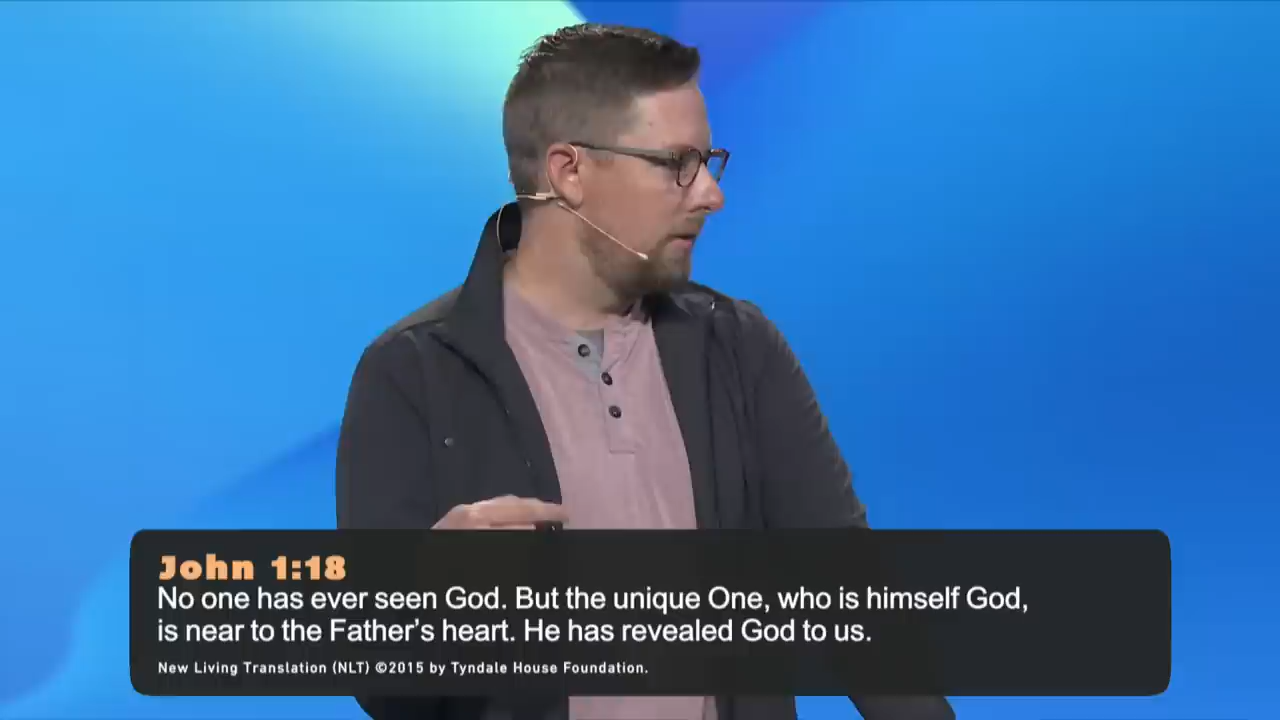 John 1:18
No one has ever seen God. But the unique One, who is himself God,
is near to the Father's heart. He has revealed God to us.
New Living Translation (NLT) ©2015 by Tyndale House Foundation.